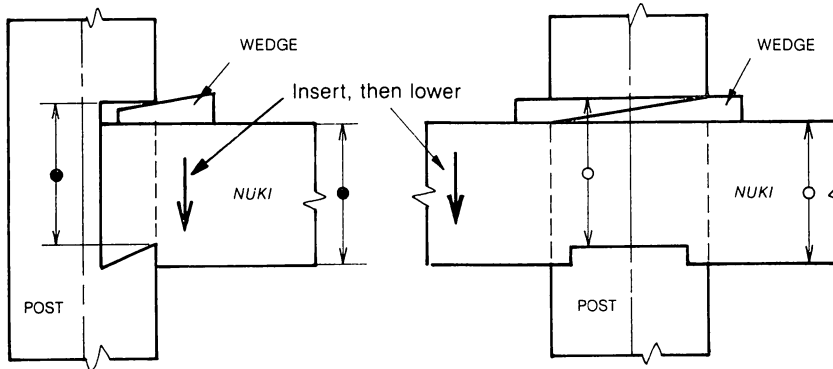 WEDGE
Insert, then lower
NUKI
POST
WEDGE
NUKI
POST